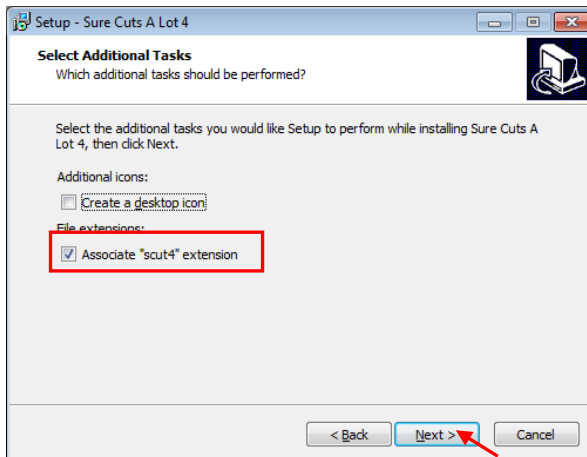 Setup - Sure Cuts A Lot 4
Select Additional Tasks
Which additional tasks should be performed?
Select the additional tasks you would like Setup to perform while installing Sure Cuts A
Lot 4, then click Next.
Additional icons:
Create a desktop icon
File extensions:
Associate "scut4" extension
< Back
Next >
Cancel